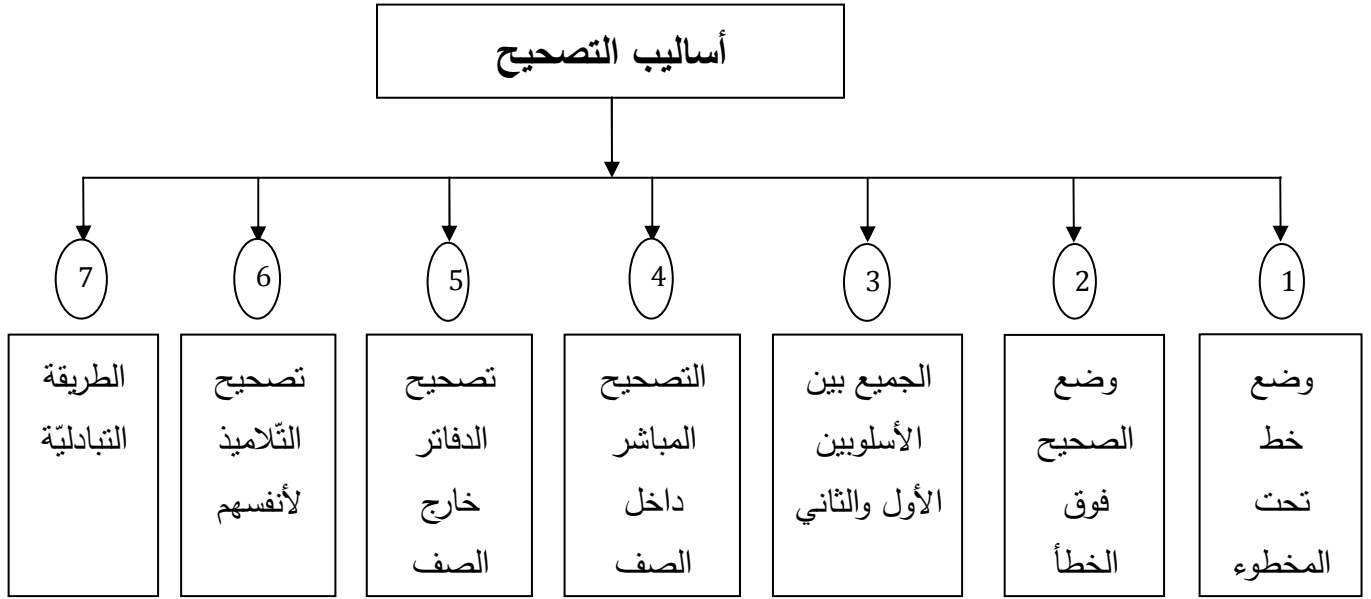 أساليب التصحيح
1
وضع
خط
تحت
المخطوء
2
وضع
الصحيح
فوق
الخطأ
3
الجميع بين
الأسلوبين
الأول والثاني
4
التصحيح
المباشر
داخل
الصف
5
تصحيح
الدفاتر
خارج
الصف
6
تصحيح
التّلاميذ
لأنفسهم
7
الطريقة
التبادليّة